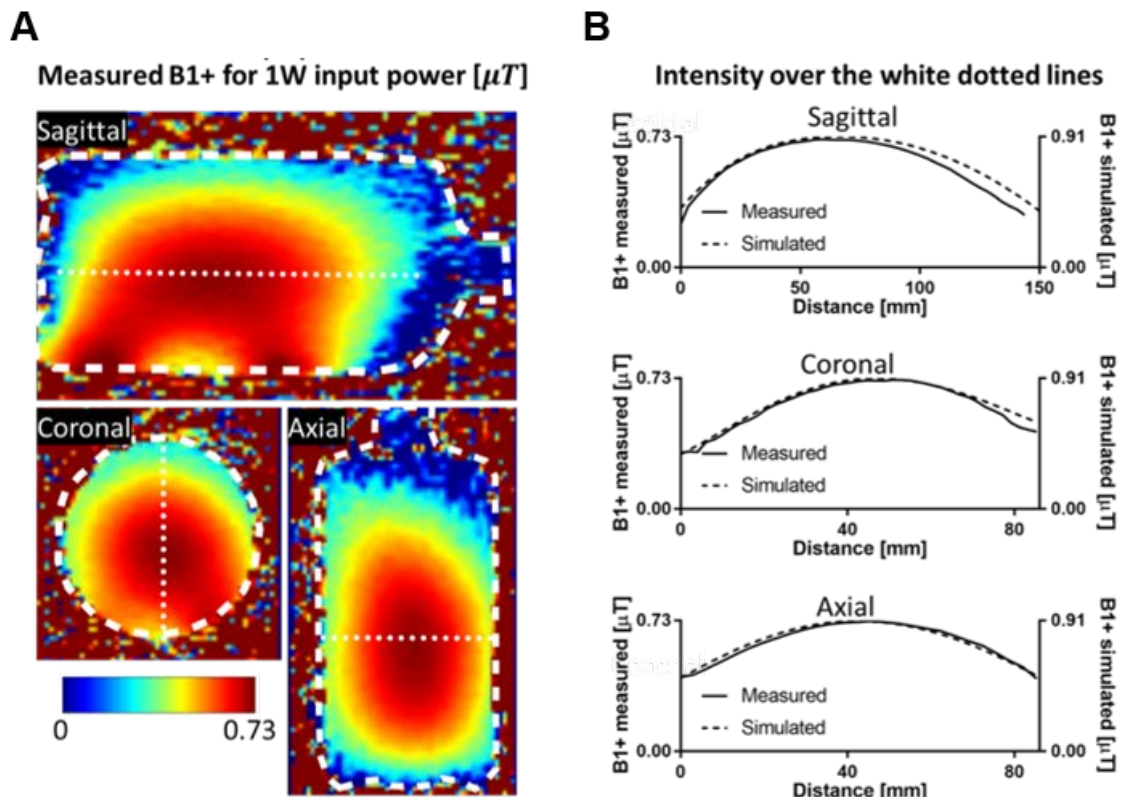 A
Measured B1+ for 1W input power [μT]
Sagittal
Coronal
Axial
0
0.73
B
Intensity over the white dotted lines
Sagittal
B1+ measured [μT]
0.73
0.00
Measured
Simulated
0.91
0.00
B1+ simulated [μT]
0
50
100
150
Distance [mm]
Coronal
B1+ measured [μT]
0.73
0.00
Measured
Simulated
0.91
0.00
B1+ simulated [μT]
0
40
80
Distance [mm]
Axial
B1+ measured [μT]
0.73
0.00
Measured
Simulated
0.91
0.00
B1+ simulated [μT]
0
40
80
Distance [mm]